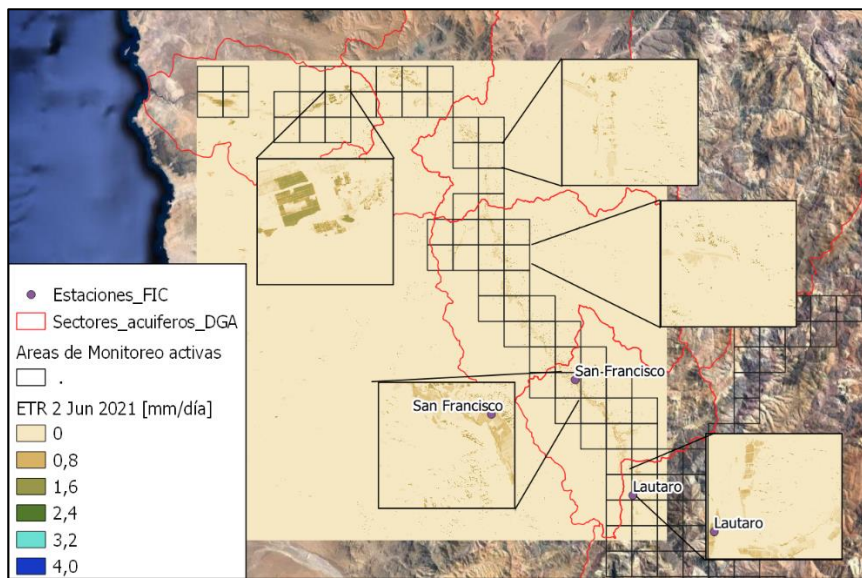 Estaciones_FIC
Sectores_acuiferos_DGA
Areas de Monitoreo activas
.
ETR 2 Jun 2021 [mm/día]
0
0,8
1,6
2,4
3,2
4,0
San-Francisco
San Francisco
Lautaro
Lautaro